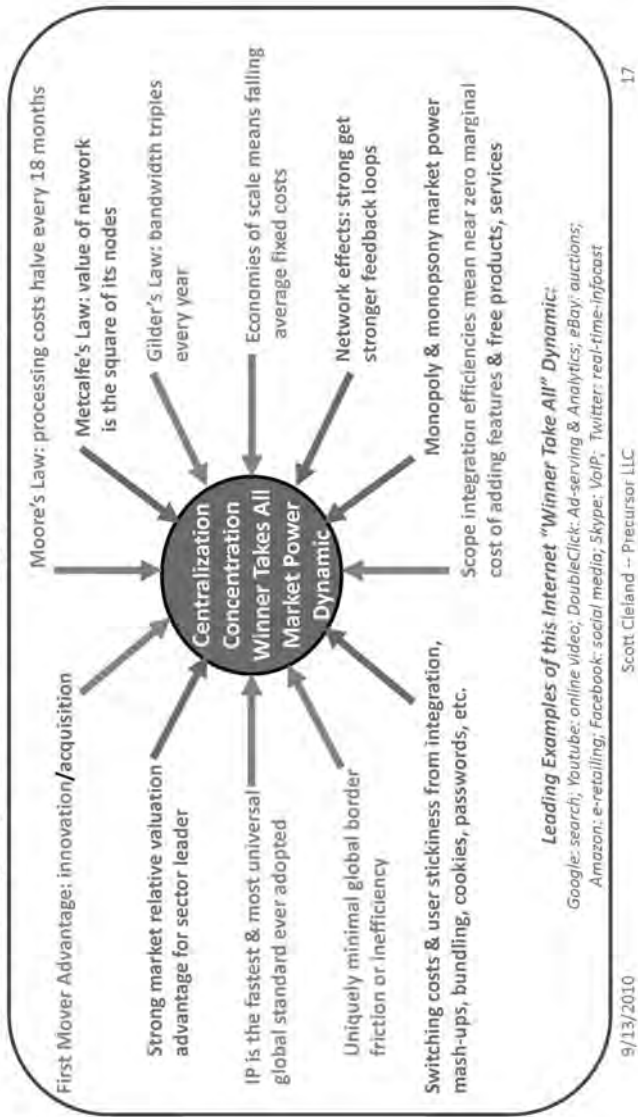 First Mover Advantage: innovation/acquisition
Strong market relative valuation
advantage for sector leader
IP is the fastest & most universal
global standard ever adopted
Uniquely minimal global border
friction or inefficiency
Switching costs & user stickiness from integration,
mash-ups, bundling, cookies, passwords, etc.
Centralization
Concentration
Winner Takes All
Market Power
Dynamic
Moore's Law: processing costs halve every 18 months
Metcalfe's Law: value of network
is the square of its nodes
Gilder's Law: bandwidth triples
every year
Economies of scale means falling
average fixed costs
Network effects: strong get
stronger feedback loops
Monopoly & monopsony market power
Scope integration efficiencies mean near zero marginal
cost of adding features & free products, services
Leading Examples of this Internet "Winner Take All" Dynamic:
Google: search; Youtube: online video; DoubleClick: Ad-serving & Analytics; eBay: auctions;
Amazon: e-retailing; Facebook: social media; Skype: VoIP; Twitter: real-time-infocast
9/13/2010
Scott Cleland -- Precursor LLC
17